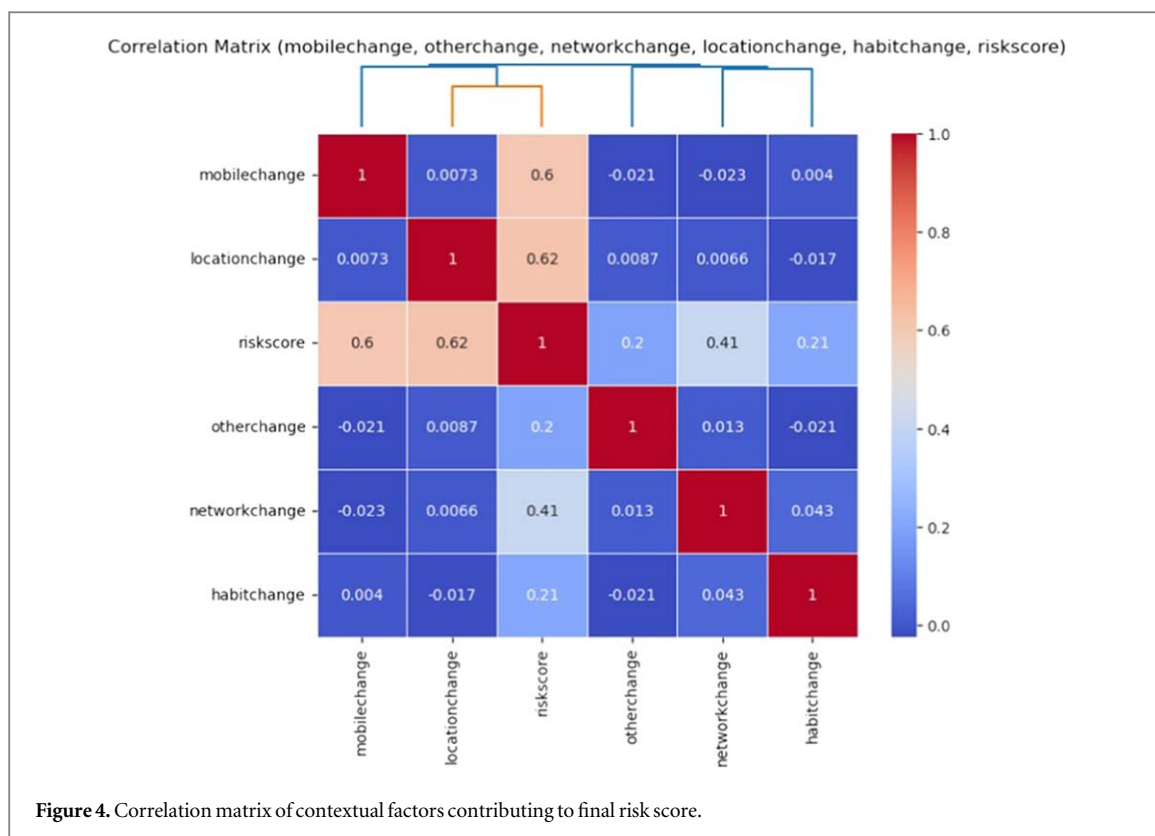 Correlation Matrix (mobilechange, otherchange, networkchange, locationchange, habitchange, riskscore)
mobilechange 1 0.0073 0.6 -0.021 -0.023 0.004
locationchange 0.0073 1 0.62 0.0087 0.0066 -0.017
riskscore 0.6 0.62 1 0.2 0.41 0.21
otherchange -0.021 0.0087 0.2 1 0.013 -0.021
networkchange -0.023 0.0066 0.41 0.013 1 0.043
habitchange 0.004 -0.017 0.21 -0.021 0.043 1
mobilechange
locationchange
riskscore
otherchange
networkchange
habitchange
1.0
0.8
0.6
0.4
0.2
0.0
Figure 4. Correlation matrix of contextual factors contributing to final risk score.